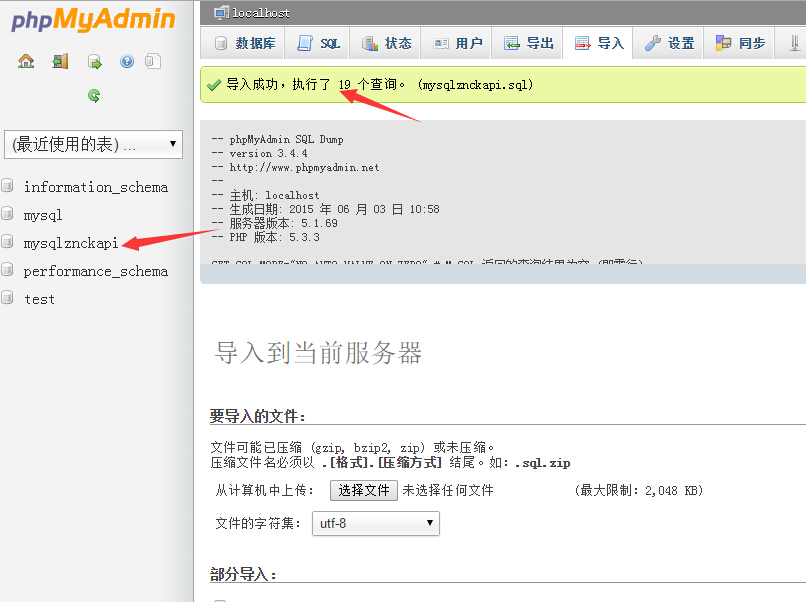 phpMyAdmin
(最近使用的表) ...
information_schema
mysql
mysqlznckapi
performance_schema
test
localhost
数据库 SQL 状态 用户 导出 导入 设置 同步
导入成功，执行了 19 个查询。 (mysqlznckapi.sql)
-- phpMyAdmin SQL Dump
-- version 3.4.4
-- http://www.phpmyadmin.net
--
-- 主机: localhost
-- 生成日期: 2015 年 06 月 03 日 10:58
-- 服务器版本: 5.1.69
-- PHP 版本: 5.3.3
导入到当前服务器
要导入的文件:
文件可能已压缩 (gzip, bzip2, zip) 或未压缩。
压缩文件名必须以 .[格式].[压缩方式] 结尾。如: .sql.zip
从计算机中上传: 选择文件 未选择任何文件 (最大限制: 2,048 KB)
文件的字符集: utf-8
部分导入: